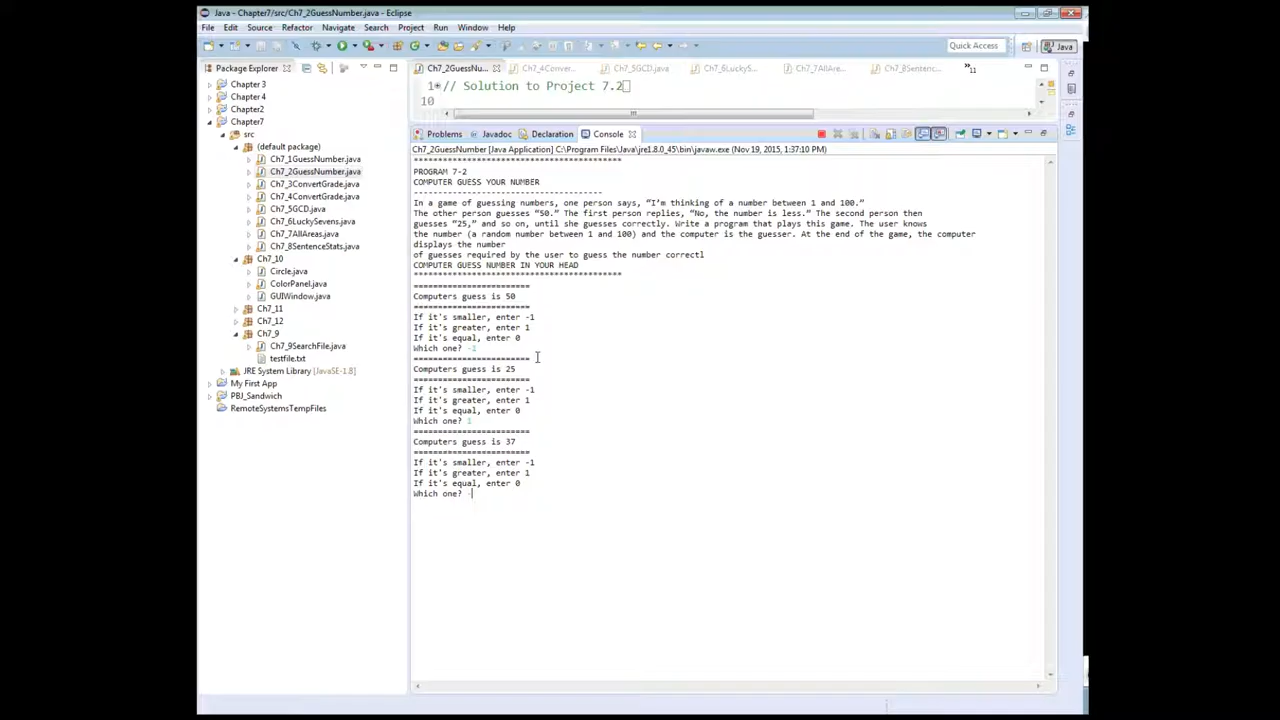 Java - Chapter7/src/Ch7_2GuessNumber.java - Eclipse
File Edit Source Refactor Navigate Search Project Run Window Help
Quick Access
Java
Package Explorer
Chapter 3
Chapter 4
Chapter2
Chapter7
src
(default package)
Ch7_1GuessNumber.java
Ch7_2GuessNumber.java
Ch7_3ConvertGrade.java
Ch7_4ConvertGrade.java
Ch7_5GCD.java
Ch7_6LuckySevens.java
Ch7_7AllAreas.java
Ch7_8SentenceStats.java
Ch7_10
Circle.java
ColorPanel.java
GUIWindow.java
Ch7_11
Ch7_12
Ch7_9
Ch7_9SearchFile.java
testfile.txt
JRE System Library [JavaSE-1.8]
My First App
PBJ_Sandwich
RemoteSystemsTempFiles
Ch7_2GuessNu... Ch7_4Conver... Ch7_5GCD.java Ch7_6LuckyS... Ch7_7AllAre... Ch7_8Sentenc... »11
1 // Solution to Project 7.2
10
Problems Javadoc Declaration Console
Ch7_2GuessNumber [Java Application] C:\Program Files\Java\jre1.8.0_45\bin\javaw.exe (Nov 19, 2015, 1:37:10 PM)
PROGRAM 7-2
COMPUTER GUESS YOUR NUMBER
In a game of guessing numbers, one person says, “I’m thinking of a number between 1 and 100.”
The other person guesses “50.” The first person replies, “No, the number is less.” The second person then
guesses “25,” and so on, until she guesses correctly. Write a program that plays this game. The user knows
the number (a random number between 1 and 100) and the computer is the guesser. At the end of the game, the computer
displays the number
of guesses required by the user to guess the number correctl
COMPUTER GUESS NUMBER IN YOUR HEAD
Computers guess is 50
If it's smaller, enter -1
If it's greater, enter 1
If it's equal, enter 0
Which one? -1
Computers guess is 25
If it's smaller, enter -1
If it's greater, enter 1
If it's equal, enter 0
Which one? 1
Computers guess is 37
If it's smaller, enter -1
If it's greater, enter 1
If it's equal, enter 0
Which one? -